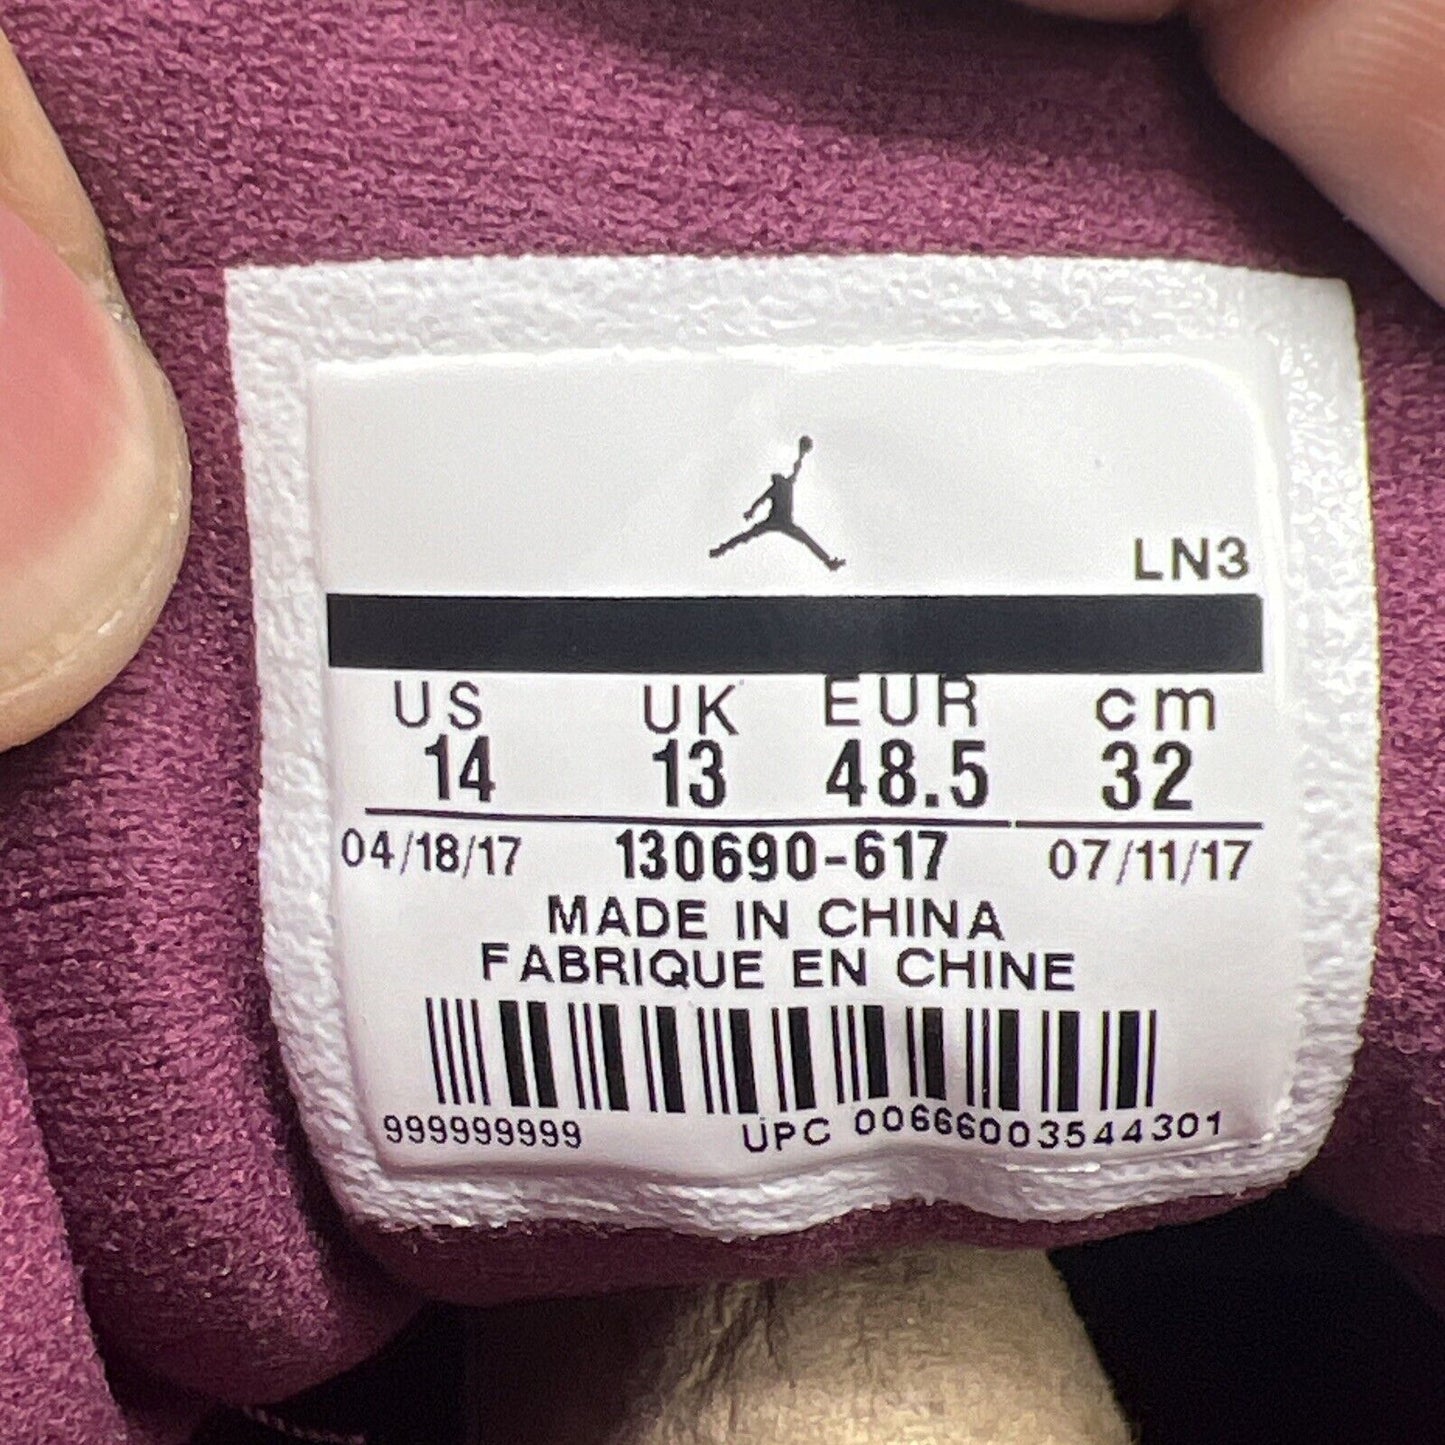 LN3
US UK EUR cm
14 13 48.5 32
04/18/17 130690-617 07/11/17
MADE IN CHINA
FABRIQUE EN CHINE
999999999 UPC 00666003544301